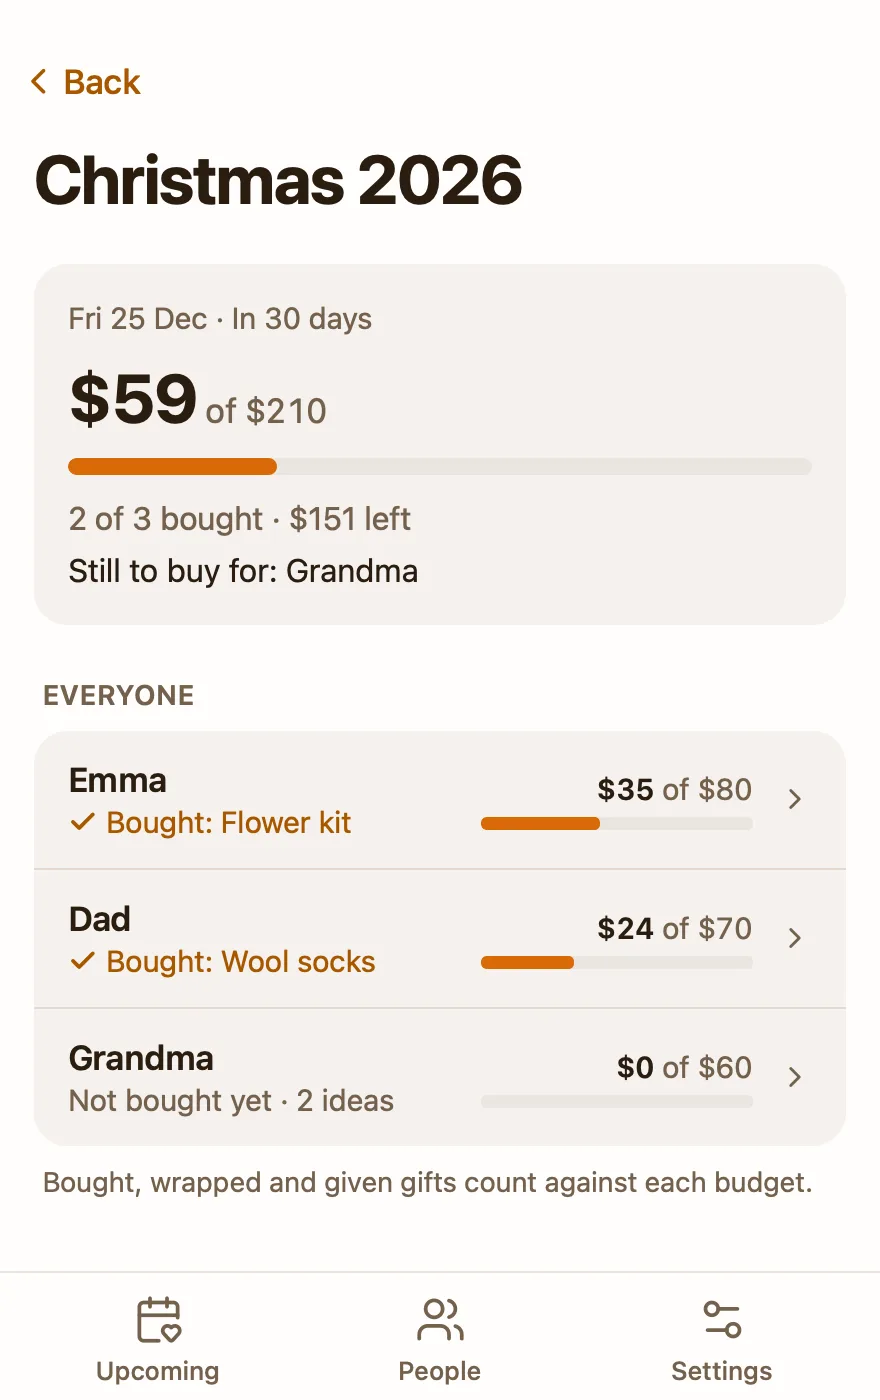 Back
Christmas 2026
Fri 25 Dec · In 30 days
$59 of $210
2 of 3 bought · $151 left
Still to buy for: Grandma
EVERYONE
Emma
$35 of $80
Bought: Flower kit
Dad
$24 of $70
Bought: Wool socks
Grandma
$0 of $60
Not bought yet · 2 ideas
Bought, wrapped and given gifts count against each budget.
Upcoming
People
Settings